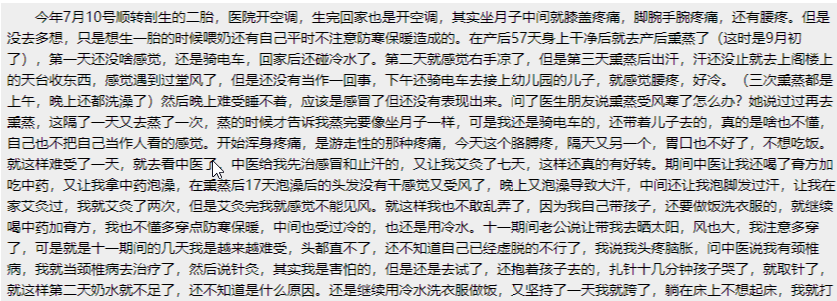 今年7月10号顺转剖生的二胎，医院开空调，生完回家也是开空调，其实坐月子中间就膝盖疼痛，脚腕手腕疼痛，还有腰疼。但是
没去多想，只是想生一胎的时候喂奶还有自己平时不注意防寒保暖造成的。在产后57天身上干净后就去产后熏蒸了（这时是9月初
了），第一天还没啥感觉，还是骑电车，回家后还碰冷水了。第二天就感觉右手凉了，但是第三天熏蒸后出汗，汗还没止就去上阁楼上
的天台收东西，感觉遇到过堂风了，但是还没有当作一回事，下午还骑电车去接上幼儿园的儿子，就感觉腰疼，好冷。（三次熏蒸都是
上午，晚上还都洗澡了）然后晚上难受睡不着，应该是感冒了但还没有表现出来。问了医生朋友说熏蒸受风寒了怎么办？她说过过再去
熏蒸，这隔了一天又去蒸了一次，蒸的时候才告诉我蒸完要像坐月子一样，可是我还是骑电车的，还带着儿子去的，真的是啥也不懂，
自己也不把自己当作人看的感觉。开始浑身疼痛，是游走性的那种疼痛，今天这个胳膊疼，隔天又另一个，胃口也不好了，不想吃饭。
就这样难受了一天，就去看中医了，中医给我先治感冒和止汗的，又让我艾灸了七天，这样还真的有好转。期间中医让我还喝了膏方加
吃中药，又让我拿中药泡澡，在熏蒸后17天泡澡后的头发没有干感觉又受风了，晚上又泡澡导致大汗，中间还让我泡脚发过汗，让我在
家艾灸过，我就艾灸了两次，但是艾灸完我就感觉不能见风。就这样我也不敢乱弄了，因为我自己带孩子，还要做饭洗衣服的，就继续
喝中药加膏方，我也不懂多穿点防寒保暖，中间也受过冷的，也还是用冷水。十一期间老公说让带我去晒太阳，风也大，我注意多穿
了，可是就是十一期间的几天我是越来越难受，头都直不了，还不知道自己已经虚脱的不行了，我说我头疼脑胀，问中医说我有颈椎
病，我就当颈椎病去治疗了，然后说针灸，其实我是害怕的，但是还是去试了，还抱着孩子去的，扎针十几分钟孩子哭了，就取针了，
就这样第二天奶水就不足了，还不知道是什么原因。还是继续用冷水洗衣服做饭，又坚持了一天我就跨了，躺在床上不想起床，我就打